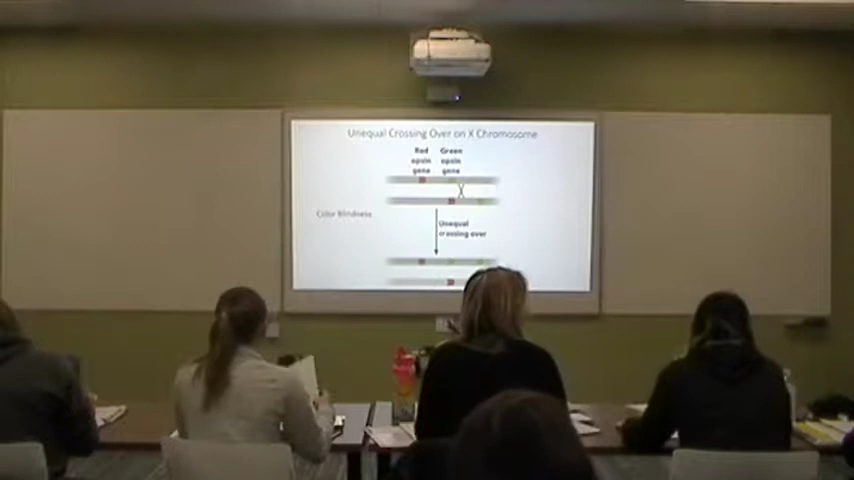 Unequal Crossing Over on X Chromosome
Red Green
opsin opsin
gene gene
Color Blindness
Unequal
crossing over